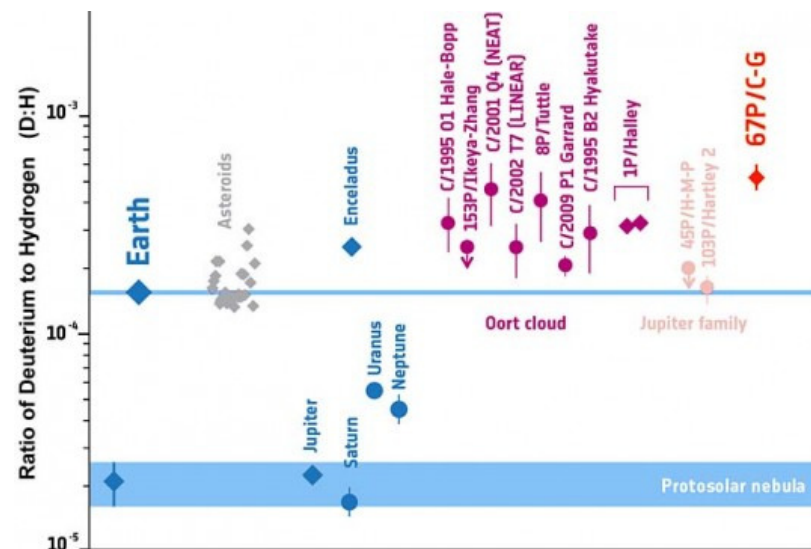 Ratio of Deuterium to Hydrogen (D:H)
10⁻³
10⁻⁴
10⁻⁵
Earth
Asteroids
Enceladus
Jupiter
Saturn
Uranus
Neptune
C/1995 O1 Hale-Bopp
153P/Ikeya-Zhang
C/2001 Q4 (NEAT)
C/2002 T7 (LINEAR)
8P/Tuttle
C/2009 P1 Garrard
C/1995 B2 Hyakutake
1P/Halley
45P/H-M-P
103P/Hartley 2
67P/C-G
Oort cloud
Jupiter family
Protosolar nebula